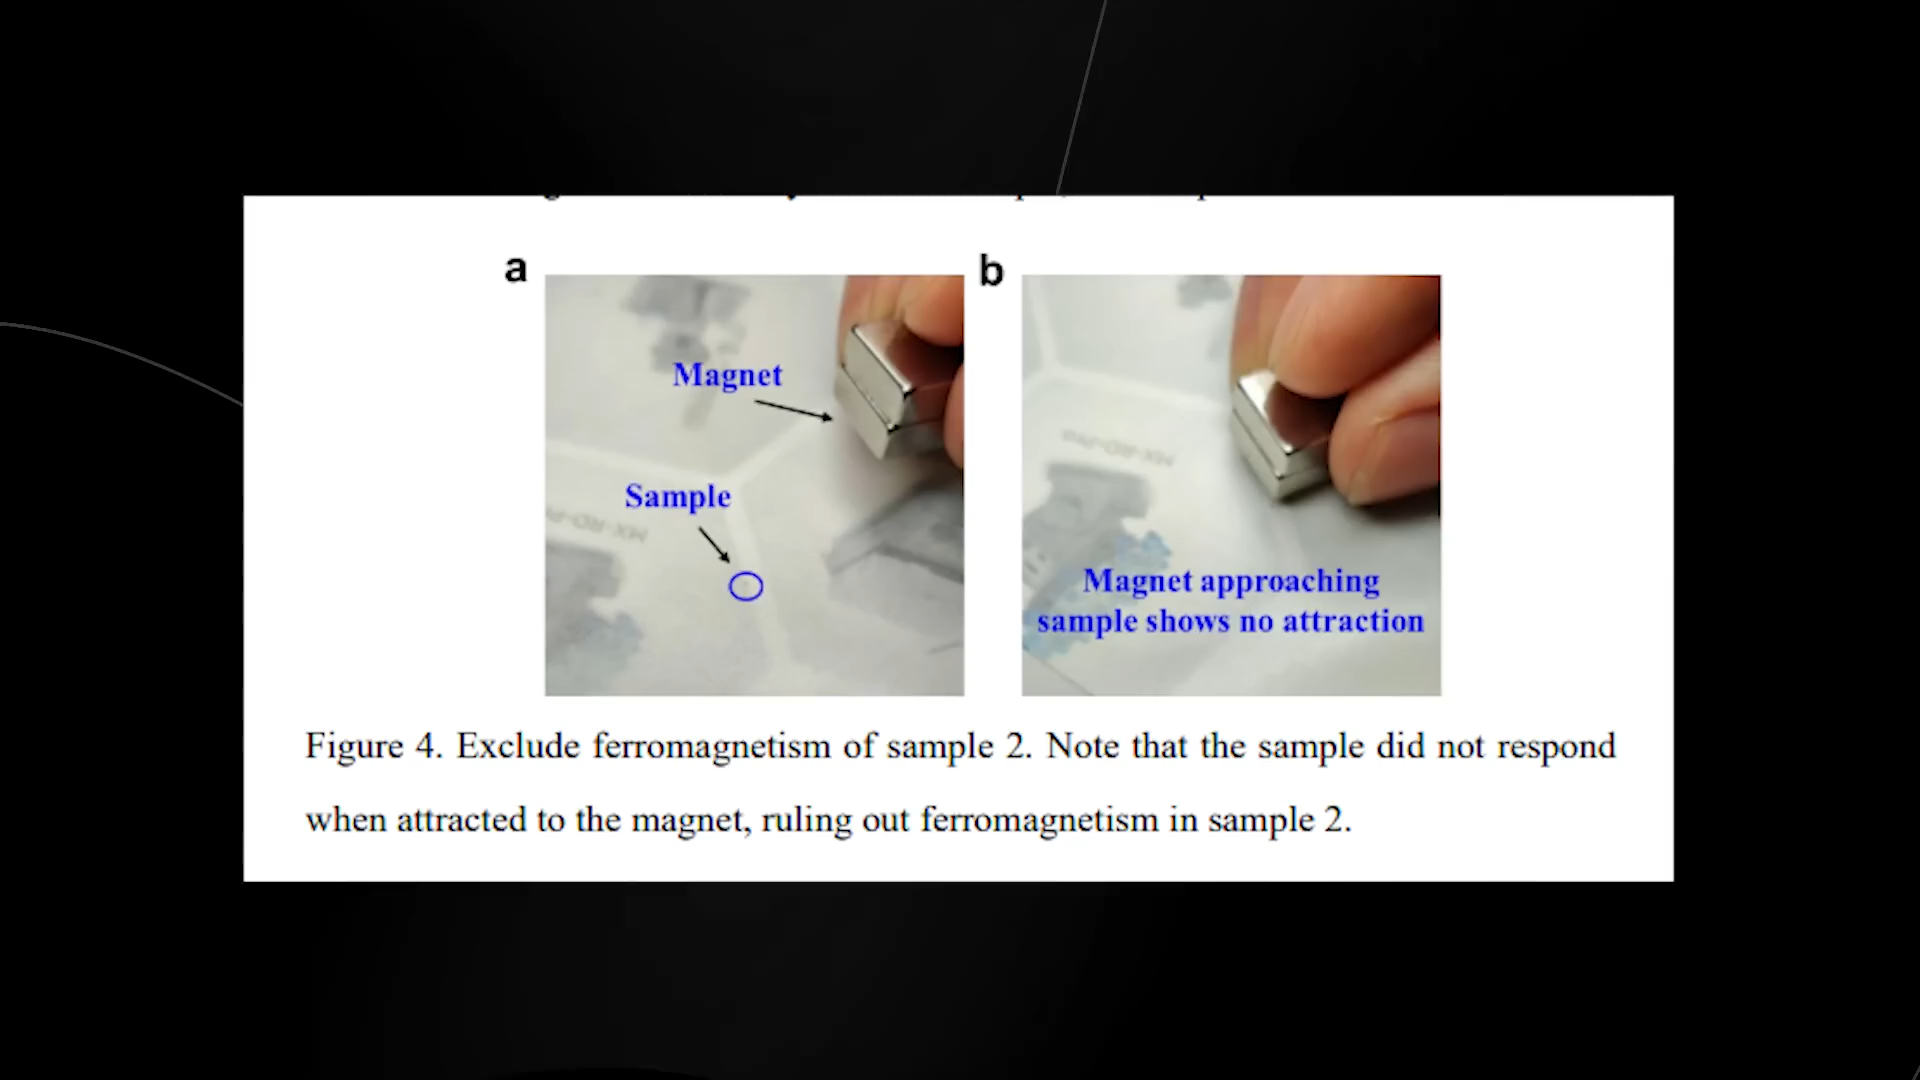 a
b
Magnet
Sample
Magnet approaching
sample shows no attraction
Figure 4. Exclude ferromagnetism of sample 2. Note that the sample did not respond
when attracted to the magnet, ruling out ferromagnetism in sample 2.